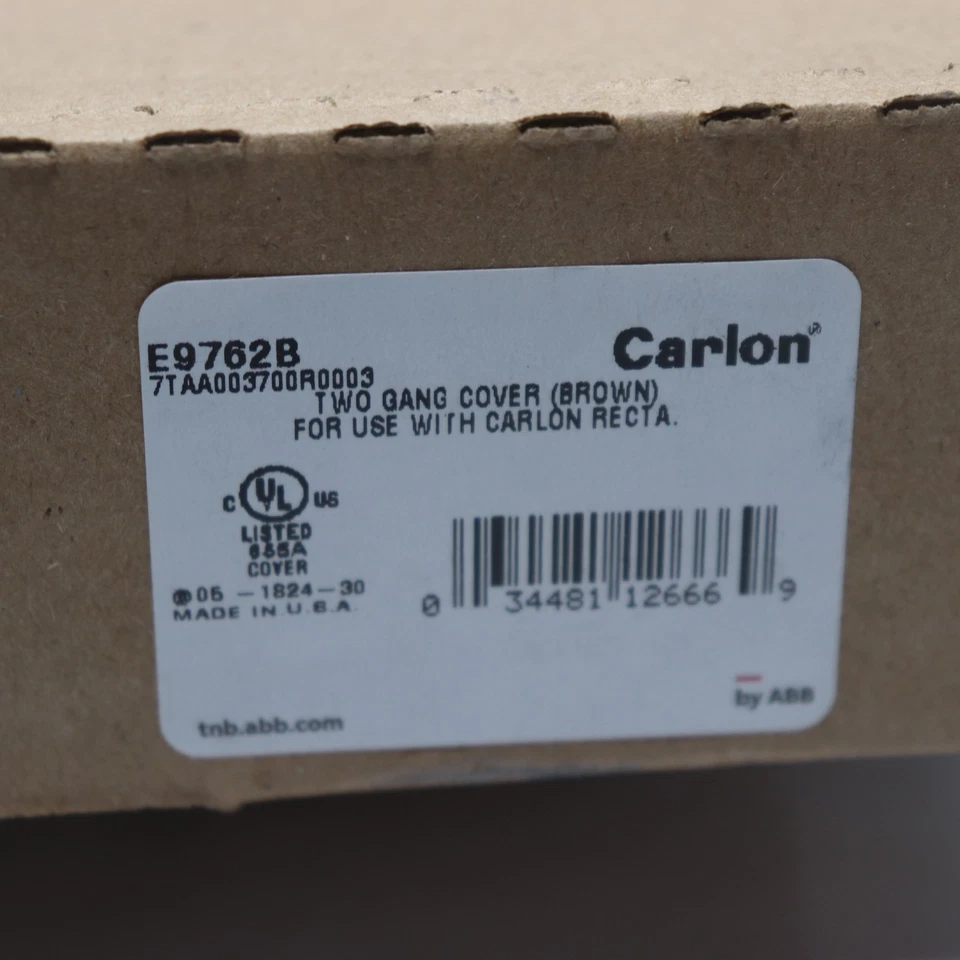 E9762B
Carlon®
7TAA003700R0003
TWO GANG COVER (BROWN)
FOR USE WITH CARLON RECTA.
C UL US
LISTED
COVER
05 -1824-30
MADE IN U.S.A.
0 34481 12666 9
by ABB
tnb.abb.com